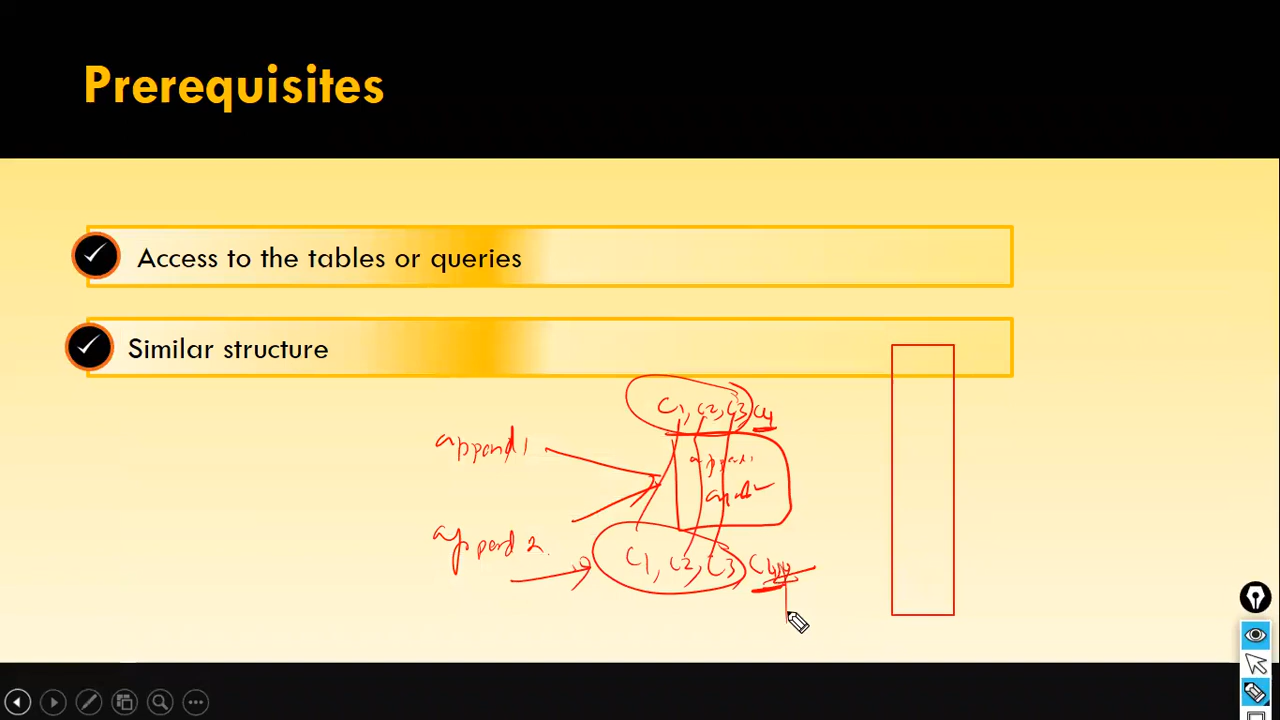 Prerequisites
Access to the tables or queries
Similar structure
C1, C2, C3 C4
append1
append 2
C1, C2, C3